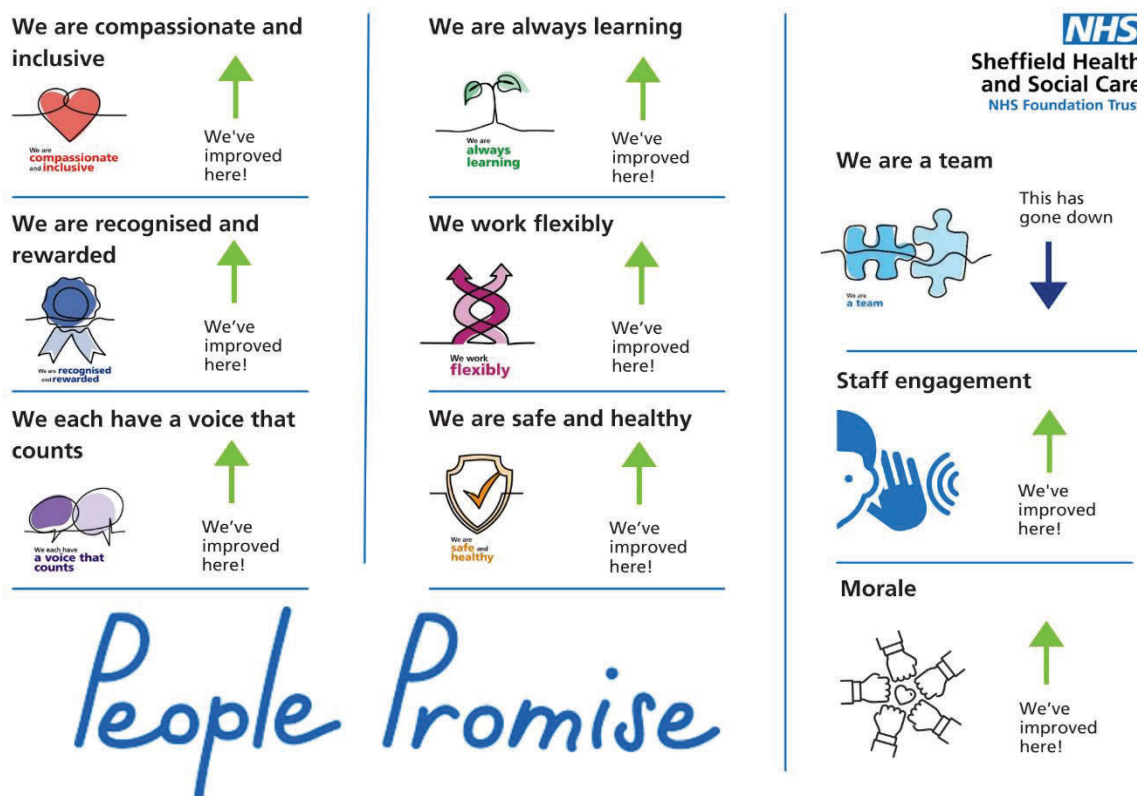 We are compassionate and
inclusive
We are
compassionate
and inclusive
We've
improved
here!
We are recognised and
rewarded
We are recognised
and rewarded
We've
improved
here!
We each have a voice that
counts
We each have
a voice that
counts
We've
improved
here!
We are always learning
We are
always
learning
We've
improved
here!
We work flexibly
We work
flexibly
We've
improved
here!
We are safe and healthy
We are
safe and
healthy
We've
improved
here!
People Promise
NHS
Sheffield Health
and Social Care
NHS Foundation Trust
We are a team
We are
a team
This has
gone down
Staff engagement
We've
improved
here!
Morale
We've
improved
here!